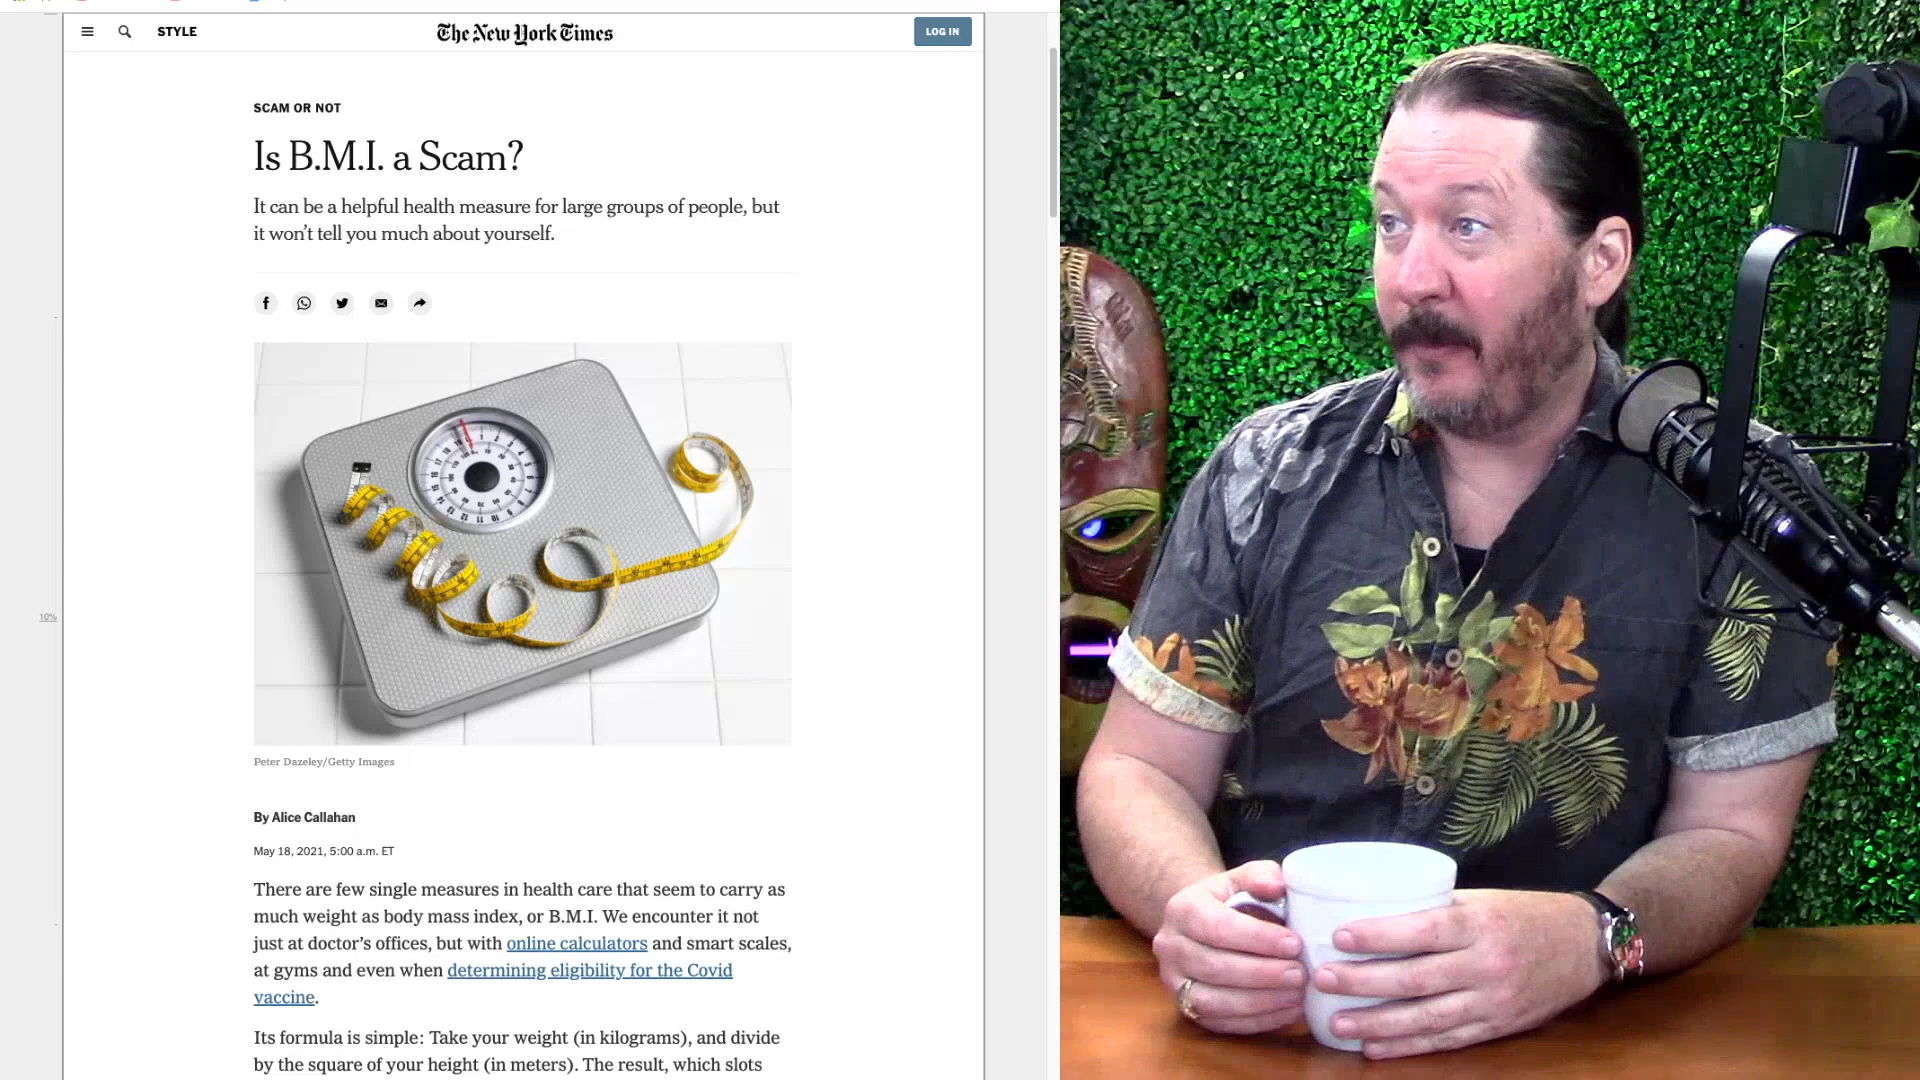 STYLE
The New York Times
LOG IN
SCAM OR NOT
Is B.M.I. a Scam?
It can be a helpful health measure for large groups of people, but
it won't tell you much about yourself.
Peter Dazeley/Getty Images
By Alice Callahan
May 18, 2021, 5:00 a.m. ET
There are few single measures in health care that seem to carry as
much weight as body mass index, or B.M.I. We encounter it not
just at doctor's offices, but with online calculators and smart scales,
at gyms and even when determining eligibility for the Covid
vaccine.
10%
Its formula is simple: Take your weight (in kilograms), and divide
by the square of your height (in meters). The result, which slots